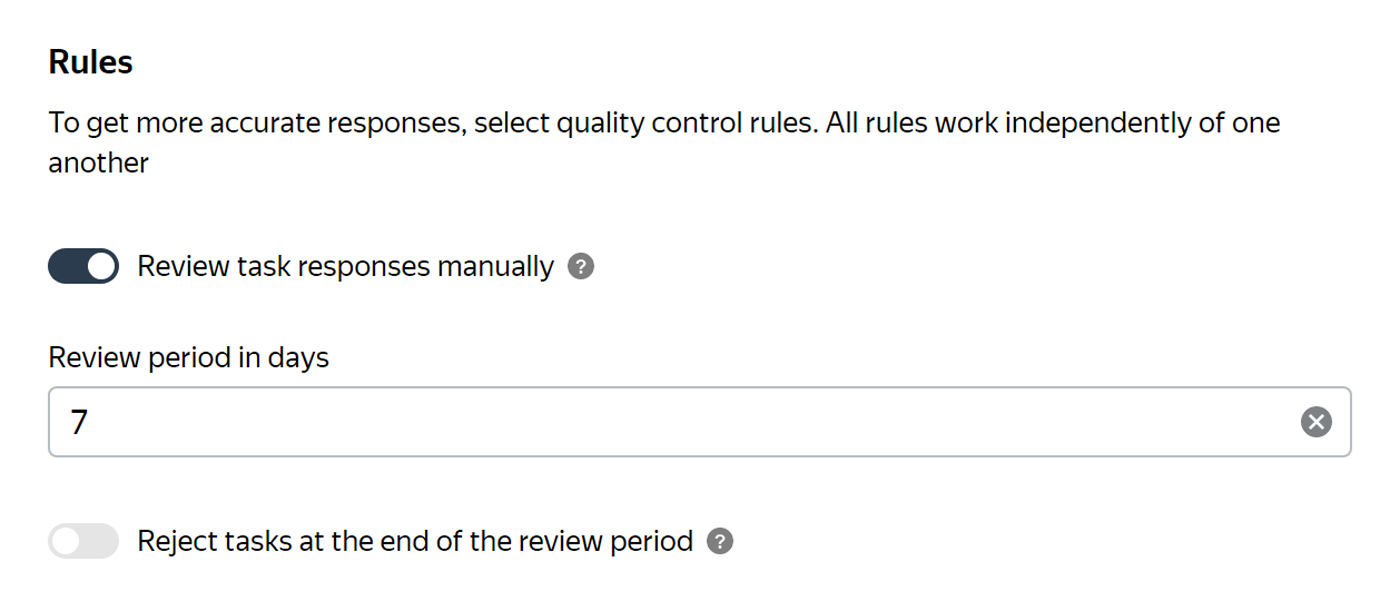 Rules
To get more accurate responses, select quality control rules. All rules work independently of one
another
Review task responses manually ?
Review period in days
7
Reject tasks at the end of the review period ?